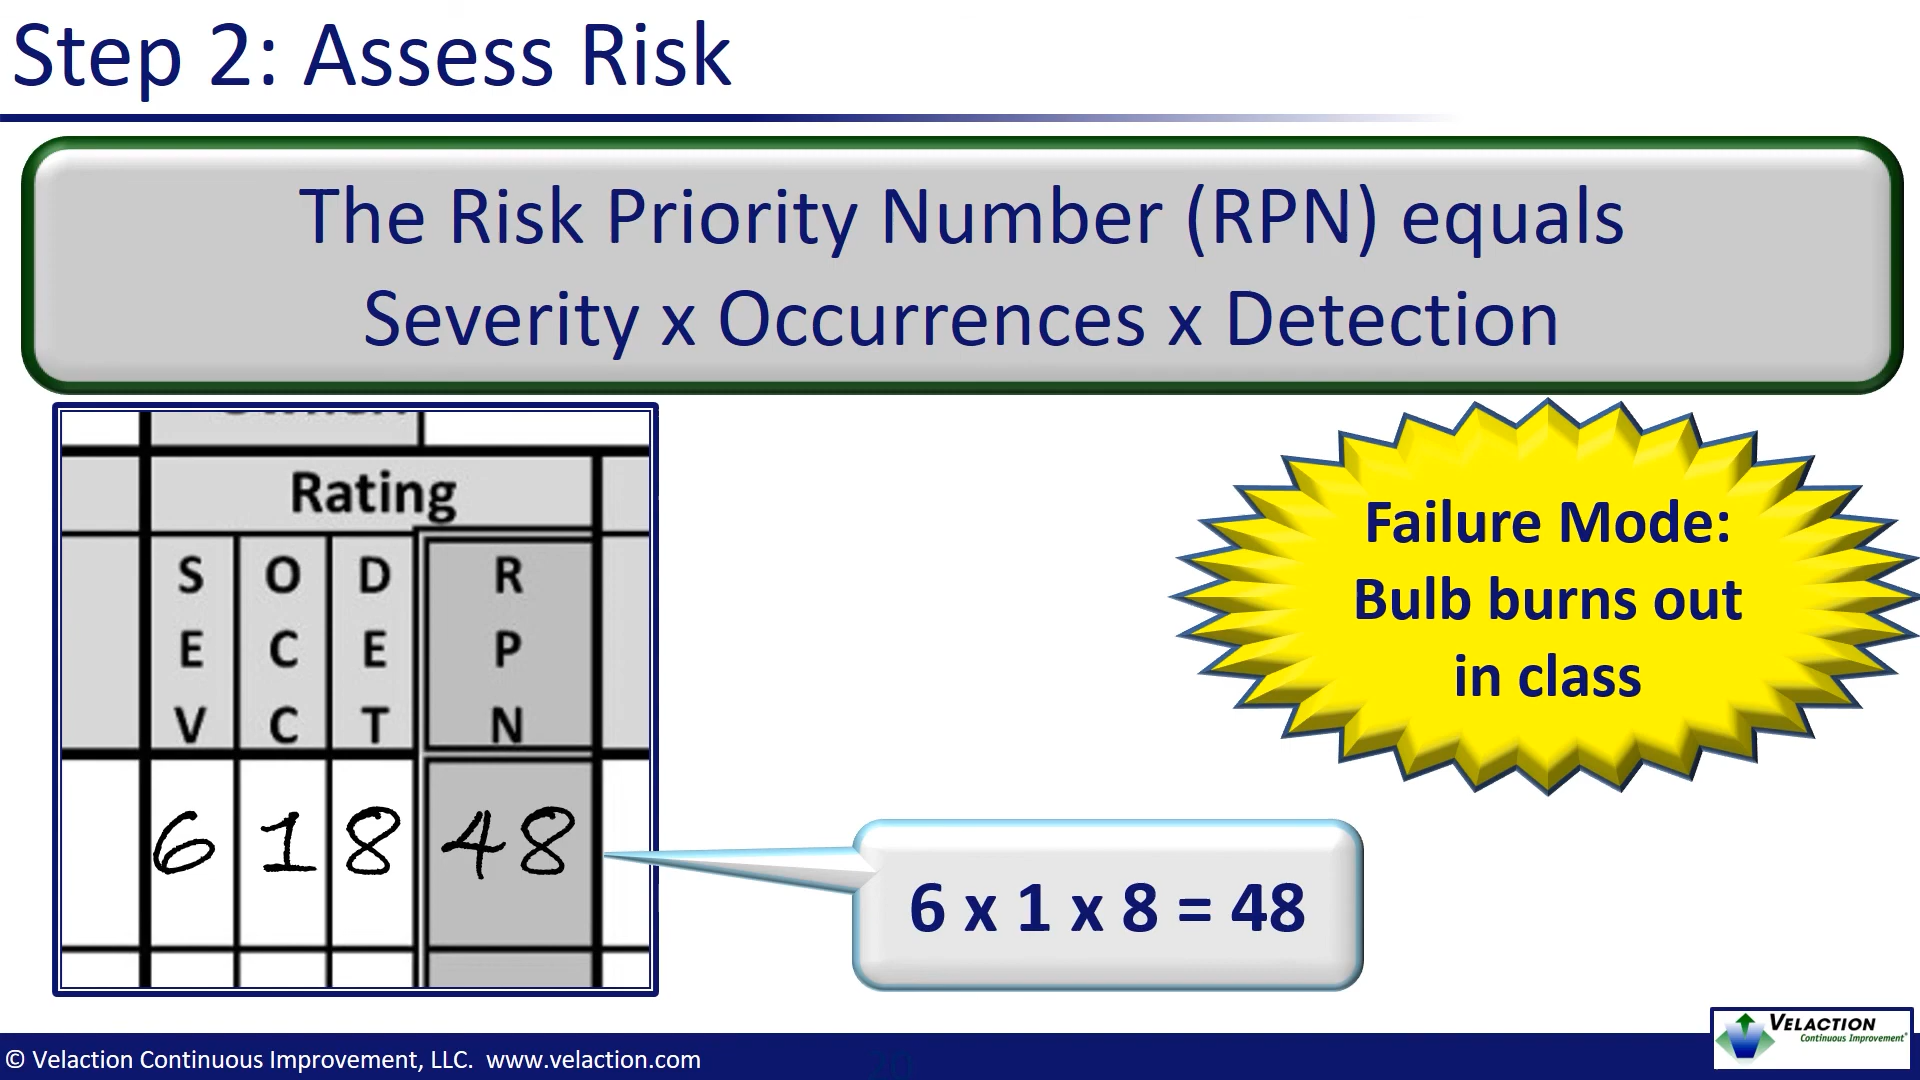 Step 2: Assess Risk
The Risk Priority Number (RPN) equals
Severity x Occurrences x Detection
Rating
S O D R
E C E P
V C T N
6 1 8 48
Failure Mode:
Bulb burns out
in class
6 x 1 x 8 = 48
© Velaction Continuous Improvement, LLC. www.velaction.com
VELACTION
Continuous Improvement